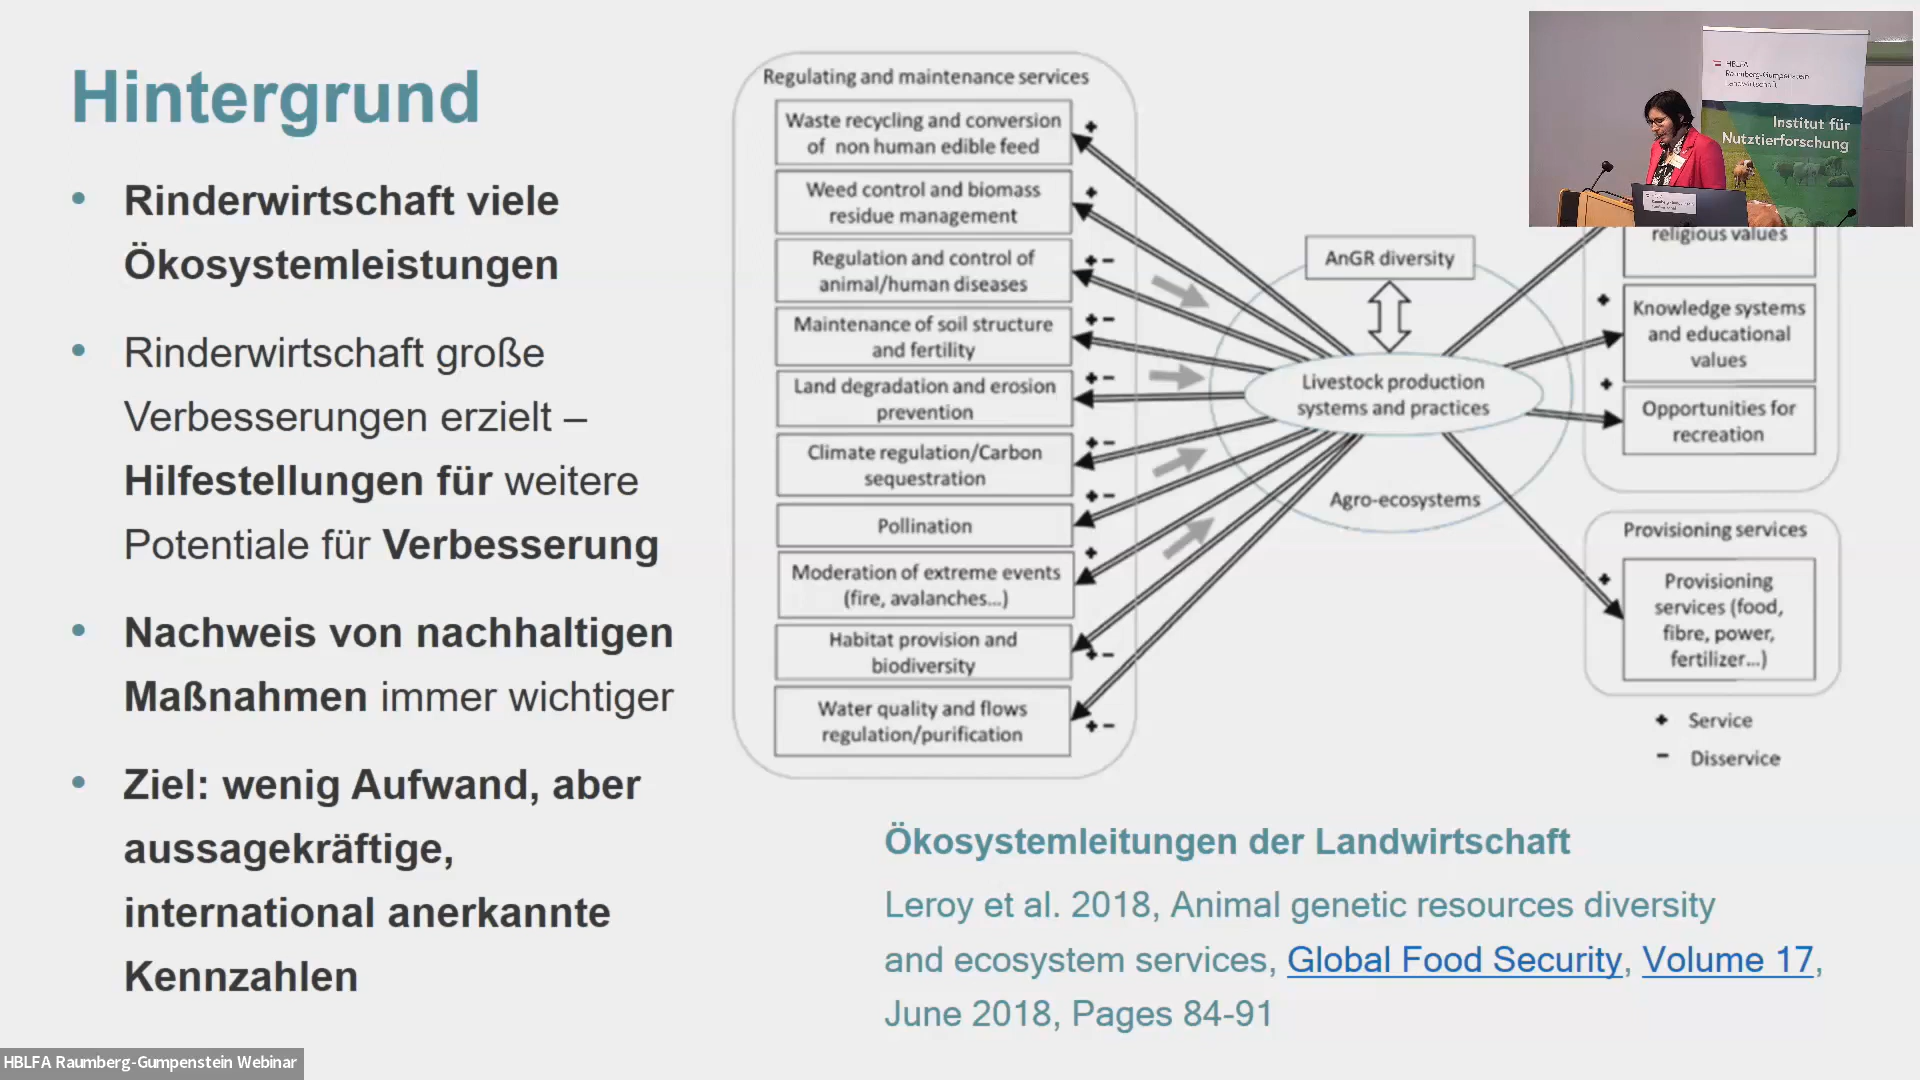 Hintergrund
• Rinderwirtschaft viele
Ökosystemleistungen
• Rinderwirtschaft große
Verbesserungen erzielt –
Hilfestellungen für weitere
Potentiale für Verbesserung
• Nachweis von nachhaltigen
Maßnahmen immer wichtiger
• Ziel: wenig Aufwand, aber
aussagekräftige,
international anerkannte
Kennzahlen
Regulating and maintenance services
Waste recycling and conversion
of non human edible feed
+
Weed control and biomass
residue management
+
Regulation and control of
animal/human diseases
+ −
Maintenance of soil structure
and fertility
+ −
Land degradation and erosion
prevention
+ −
Climate regulation/Carbon
sequestration
+ −
Pollination
+ −
Moderation of extreme events
(fire, avalanches...)
+
Habitat provision and
biodiversity
+ −
Water quality and flows
regulation/purification
+ −
AnGR diversity
Livestock production
systems and practices
Agro-ecosystems
religious values
+
Knowledge systems
and educational
values
+
Opportunities for
recreation
Provisioning services
+
Provisioning
services (food,
fibre, power,
fertilizer...)
+ Service
− Disservice
Ökosystemleitungen der Landwirtschaft
Leroy et al. 2018, Animal genetic resources diversity
and ecosystem services, Global Food Security, Volume 17,
June 2018, Pages 84-91
HBLFA
Raumberg-Gumpenstein
Landwirtschaft
Institut für
Nutztierforschung
HBLFA Raumberg-Gumpenstein Webinar